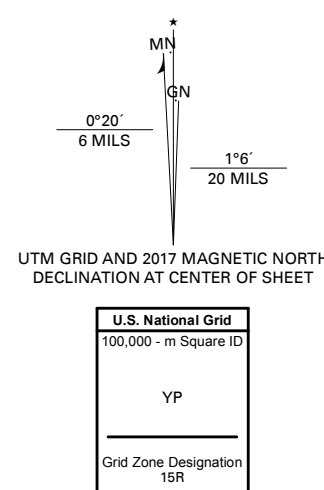 ★
MN
GN
0°20´
6 MILS
1°6´
20 MILS
UTM GRID AND 2017 MAGNETIC NORTH
DECLINATION AT CENTER OF SHEET
U.S. National Grid
100,000 - m Square ID
YP
Grid Zone Designation
15R